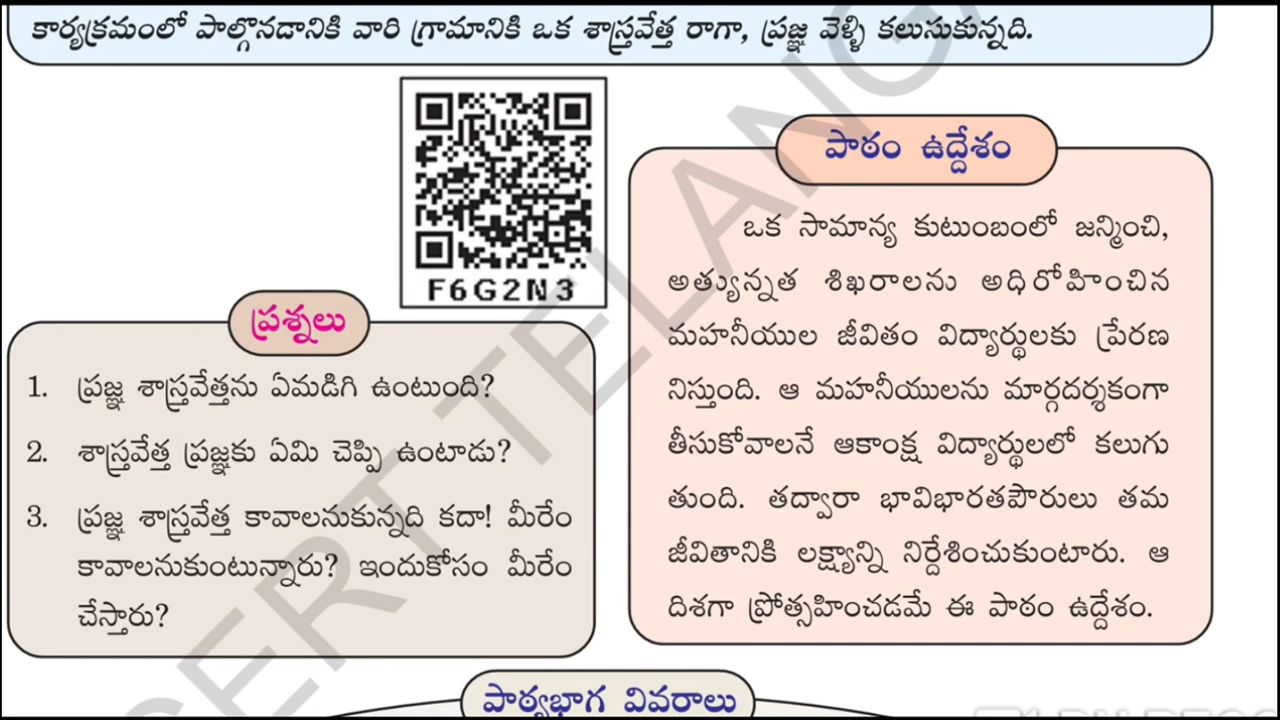 కార్యక్రమంలో పాల్గొనడానికి వారి గ్రామానికి ఒక శాస్త్రవేత్త రాగా, ప్రజ్ఞ వెళ్ళి కలుసుకున్నది.
F6G2N3
ప్రశ్నలు
1. ప్రజ్ఞ శాస్త్రవేత్తను ఏమడిగి ఉంటుంది?
2. శాస్త్రవేత్త ప్రజ్ఞకు ఏమి చెప్పి ఉంటాడు?
3. ప్రజ్ఞ శాస్త్రవేత్త కావాలనుకున్నది కదా! మీరేం
కావాలనుకుంటున్నారు? ఇందుకోసం మీరేం
చేస్తారు?
పాఠం ఉద్దేశం
ఒక సామాన్య కుటుంబంలో జన్మించి,
అత్యున్నత శిఖరాలను అధిరోహించిన
మహనీయుల జీవితం విద్యార్థులకు ప్రేరణ
నిస్తుంది. ఆ మహనీయులను మార్గదర్శకంగా
తీసుకోవాలనే ఆకాంక్ష విద్యార్థులలో కలుగు
తుంది. తద్వారా భావిభారతపౌరులు తమ
జీవితానికి లక్ష్యాన్ని నిర్దేశించుకుంటారు. ఆ
దిశగా ప్రోత్సహించడమే ఈ పాఠం ఉద్దేశం.
పాఠ్యభాగ వివరాలు
SERT TELANG